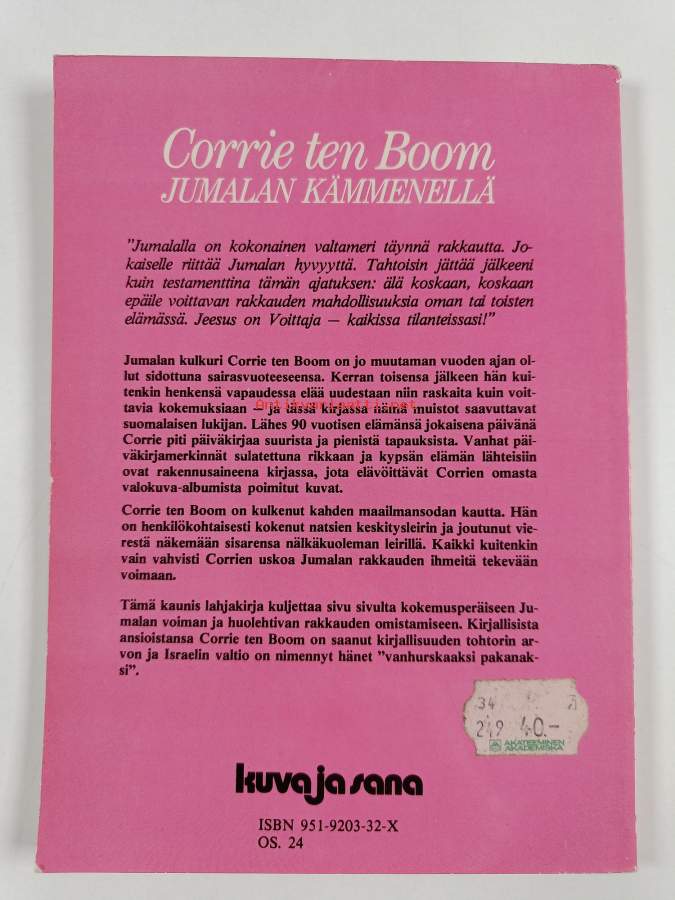 Corrie ten Boom
JUMALAN KÄMMENELLÄ
"Jumalalla on kokonainen valtameri täynnä rakkautta. Jo-
kaiselle riittää Jumalan hyvyyttä. Tahtoisin jättää jälkeeni
kuin testamenttina tämän ajatuksen: älä koskaan, koskaan
epäile voittavan rakkauden mahdollisuuksia oman tai toisten
elämässä. Jeesus on Voittaja — kaikissa tilanteissasi!"
Jumalan kulkuri Corrie ten Boom on jo muutaman vuoden ajan ol-
lut sidottuna sairasvuoteeseensa. Kerran toisensa jälkeen hän kui-
tenkin henkensä vapaudessa elää uudestaan niin raskaita kuin voit-
tavia kokemuksiaan — ja tässä kirjassa nämä muistot saavuttavat
suomalaisen lukijan. Lähes 90 vuotisen elämänsä jokaisena päivänä
Corrie piti päiväkirjaa suurista ja pienistä tapauksista. Vanhat päi-
väkirjamerkinnät sulatettuna rikkaan ja kypsän elämän lähteisiin
ovat rakennusaineena kirjassa, jota elävöittävät Corrien omasta
valokuva-albumista poimitut kuvat.
Corrie ten Boom on kulkenut kahden maailmansodan kautta. Hän
on henkilökohtaisesti kokenut natsien keskitysleirin ja joutunut vie-
restä näkemään sisarensa nälkäkuoleman leirillä. Kaikki kuitenkin
vain vahvisti Corrien uskoa Jumalan rakkauden ihmeitä tekevään
voimaan.
Tämä kaunis lahjakirja kuljettaa sivu sivulta kokemusperäiseen Ju-
malan voiman ja huolehtivan rakkauden omistamiseen. Kirjallisista
ansioistansa Corrie ten Boom on saanut kirjallisuuden tohtorin ar-
von ja Israelin valtio on nimennyt hänet "vanhurskaaksi pakanak-
si".
34
249 40.-
AKATEEMINEN
AKADEMISKA
kuva ja sana
ISBN 951-9203-32-X
OS. 24